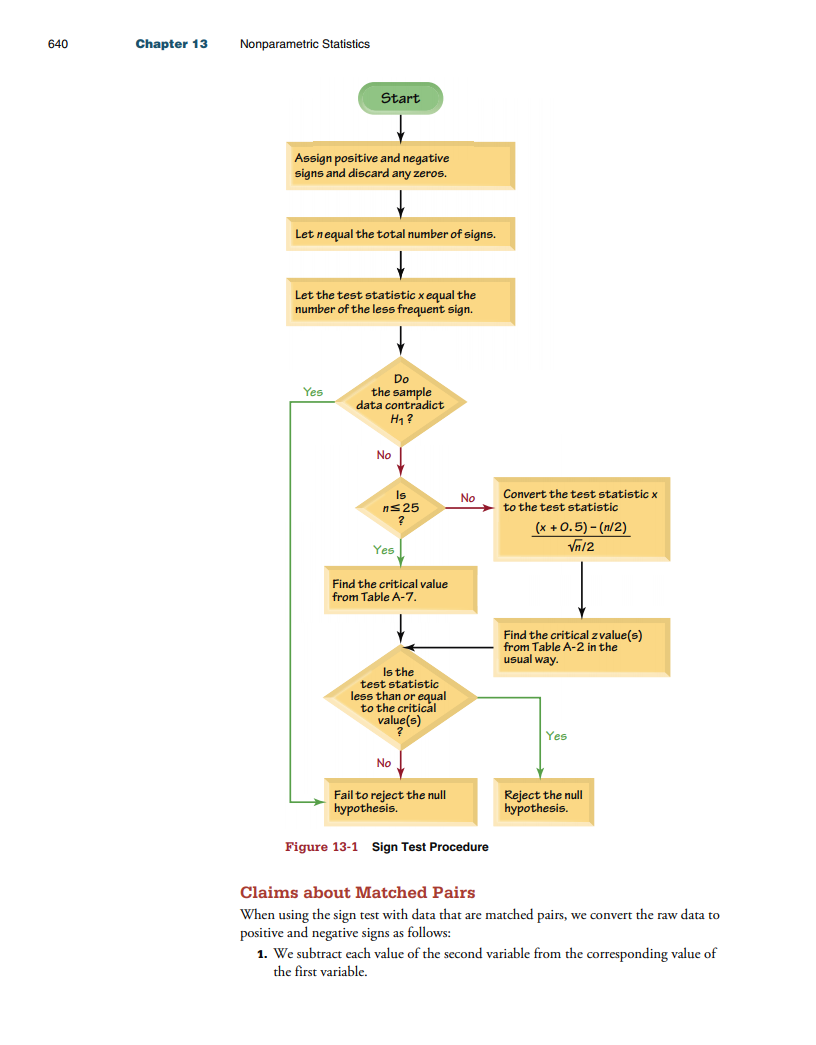 640 Chapter 13 Nonparametric Statistics
Start
Assign positive and negative
signs and discard any zeros.
Let n equal the total number of signs.
Let the test statistic x equal the
number of the less frequent sign.
Do
the sample
data contradict
H₁ ?
Yes
No
Is
n ≤ 25
?
No
Convert the test statistic x
to the test statistic
(x + 0.5) – (n/2)
√n/2
Yes
Find the critical value
from Table A-7.
Find the critical z value(s)
from Table A-2 in the
usual way.
Is the
test statistic
less than or equal
to the critical
value(s)
?
Yes
No
Fail to reject the null
hypothesis.
Reject the null
hypothesis.
Figure 13-1 Sign Test Procedure
Claims about Matched Pairs
When using the sign test with data that are matched pairs, we convert the raw data to
positive and negative signs as follows:
1. We subtract each value of the second variable from the corresponding value of
the first variable.